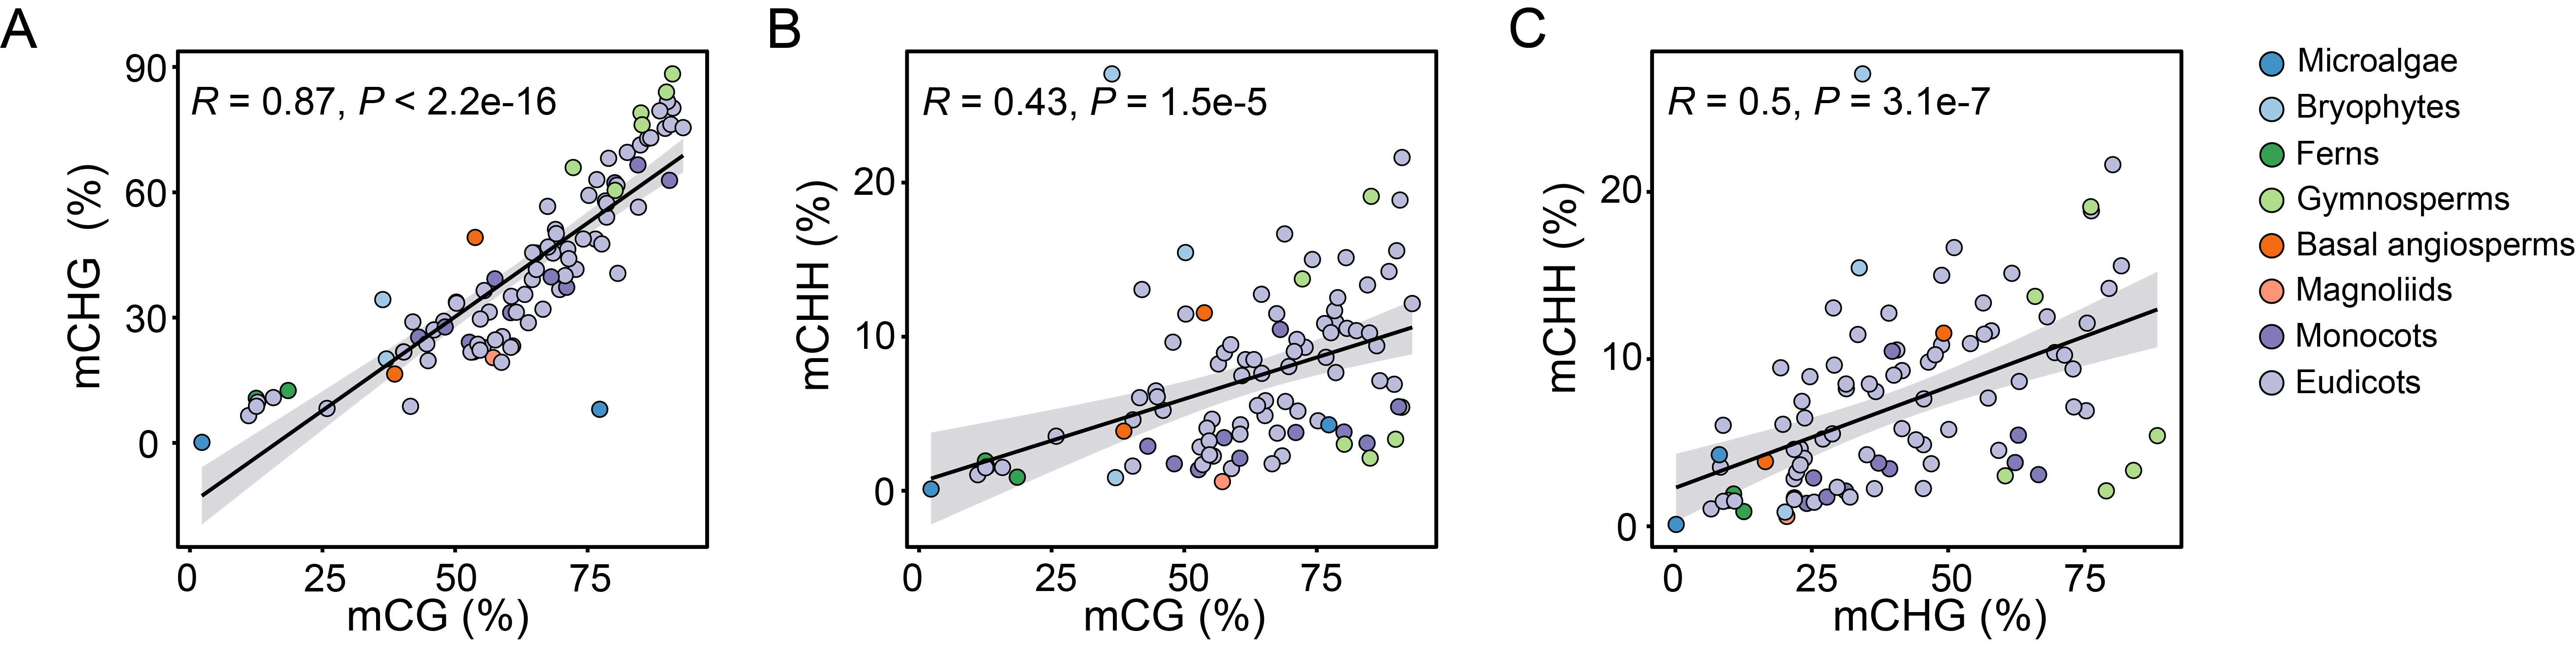 A
R = 0.87, P < 2.2e-16
mCHG (%)
90
60
30
0
0 25 50 75
mCG (%)
B
R = 0.43, P = 1.5e-5
mCHH (%)
20
10
0
0 25 50 75
mCG (%)
C
R = 0.5, P = 3.1e-7
mCHH (%)
20
10
0
0 25 50 75
mCHG (%)
Microalgae
Bryophytes
Ferns
Gymnosperms
Basal angiosperms
Magnoliids
Monocots
Eudicots